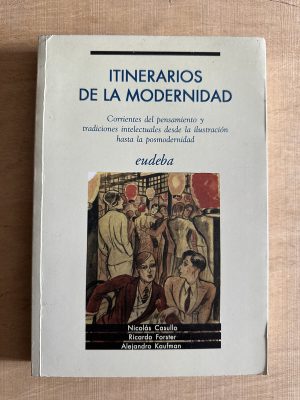 ITINERARIOS
DE LA MODERNIDAD
Corrientes del pensamiento y
tradiciones intelectuales desde la ilustración
hasta la posmodernidad
eudeba
Nicolás Casullo
Ricardo Forster
Alejandro Kaufman